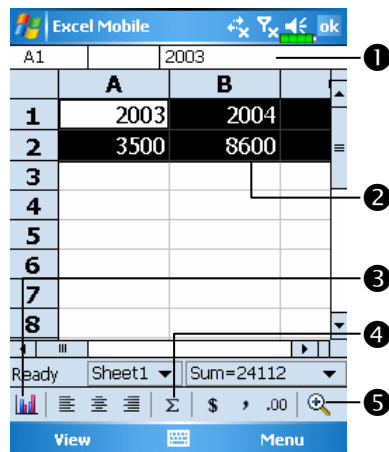 Excel Mobile ok
A1 2003 1
A B
1 2003 2004
2 3500 8600
2
3
4
5
6
3
7
8
4
Ready Sheet1 Sum=24112
Σ $ , .00 5
View Menu